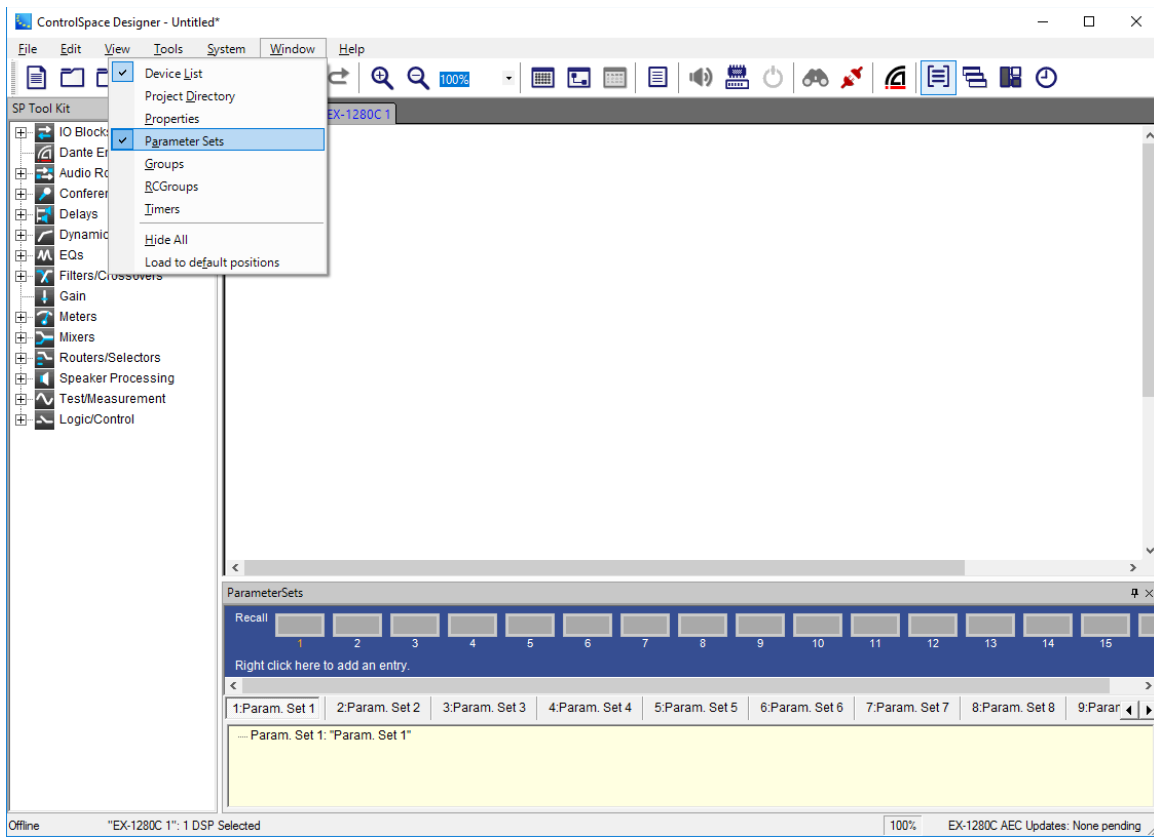 ControlSpace Designer - Untitled*
File Edit View Tools System Window Help
100%
Device List
Project Directory
Properties
Parameter Sets
Groups
RCGroups
Timers
Hide All
Load to default positions
SP Tool Kit
EX-1280C 1
IO Blocks
Dante En
Audio Ro
Conferen
Delays
Dynamic
EQs
Filters/Crossovers
Gain
Meters
Mixers
Routers/Selectors
Speaker Processing
Test/Measurement
Logic/Control
ParameterSets
Recall
1 2 3 4 5 6 7 8 9 10 11 12 13 14 15
Right click here to add an entry.
1:Param. Set 1 2:Param. Set 2 3:Param. Set 3 4:Param. Set 4 5:Param. Set 5 6:Param. Set 6 7:Param. Set 7 8:Param. Set 8 9:Param
Param. Set 1: "Param. Set 1"
Offline "EX-1280C 1": 1 DSP Selected 100% EX-1280C AEC Updates: None pending